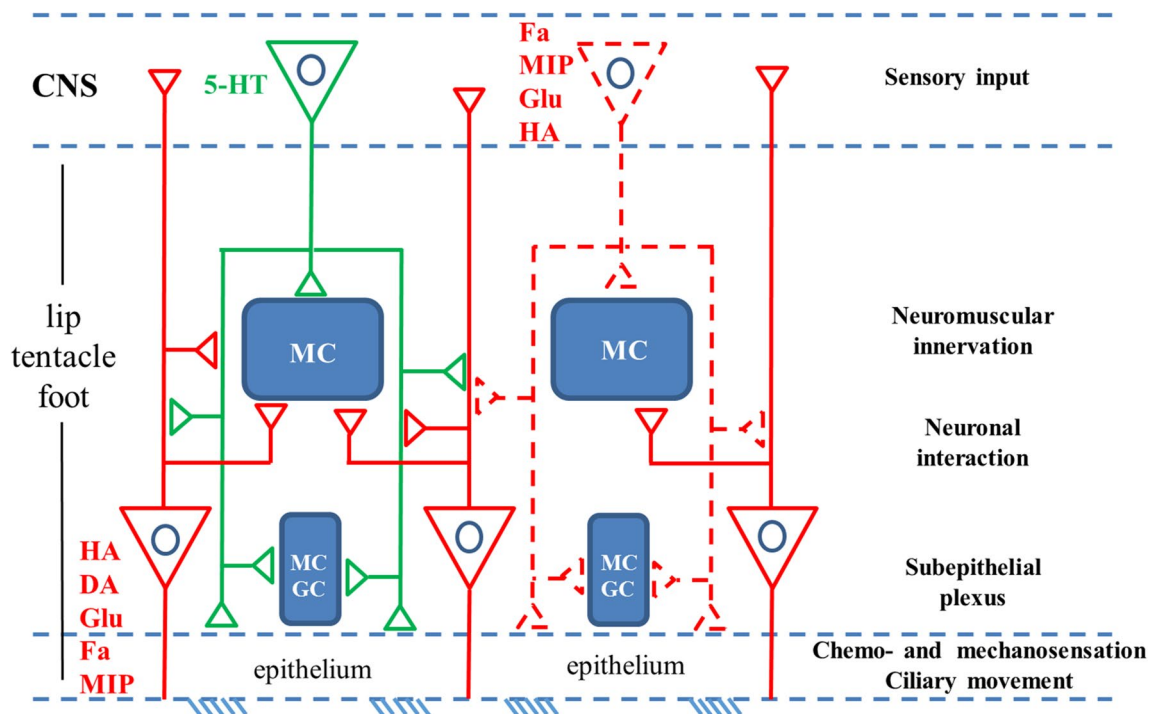 CNS
5-HT
Fa
MIP
Glu
HA
Sensory input
lip
tentacle
foot
MC
MC
Neuromuscular
innervation
Neuronal
interaction
HA
DA
Glu
Fa
MIP
MC
GC
MC
GC
Subepithelial
plexus
epithelium
epithelium
Chemo- and mechanosensation
Ciliary movement